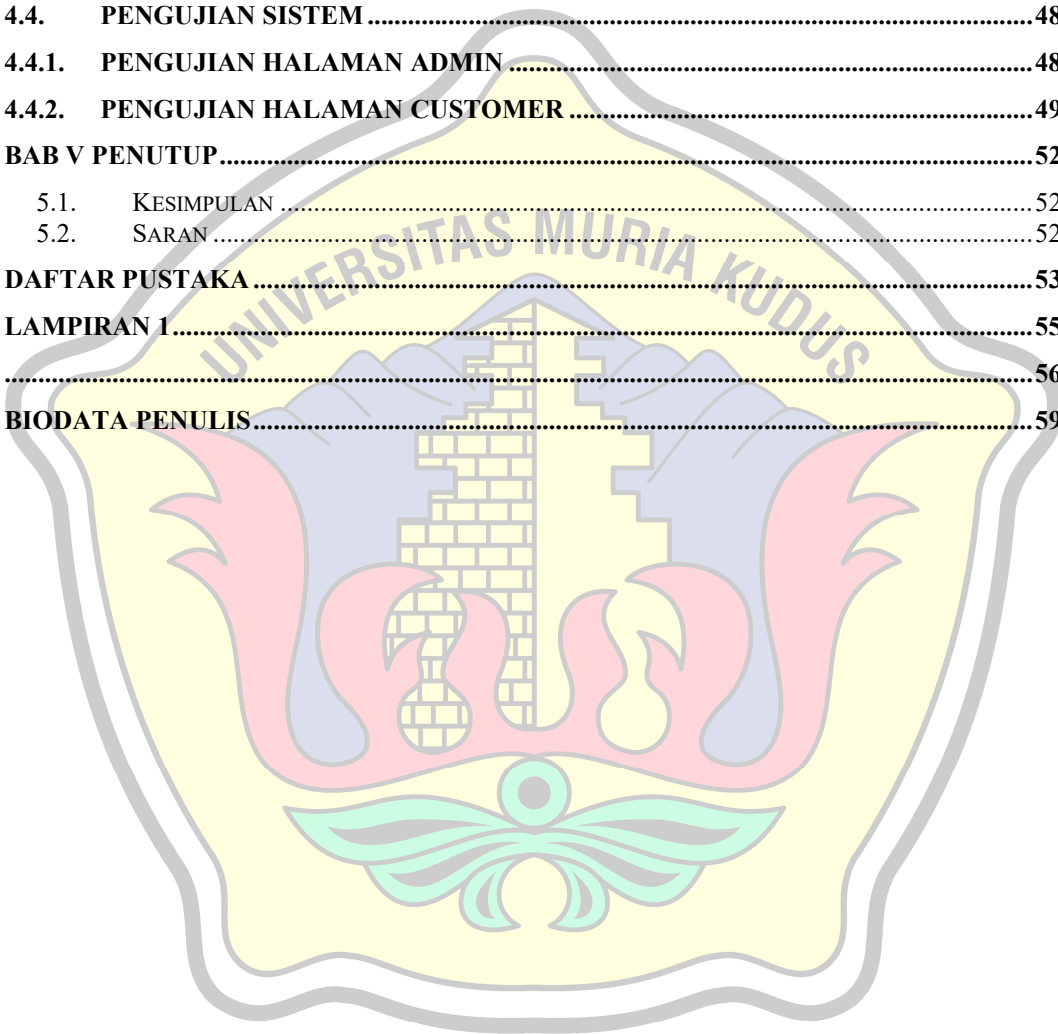 4.4. PENGUJIAN SISTEM ........ 48
4.4.1. PENGUJIAN HALAMAN ADMIN ........ 48
4.4.2. PENGUJIAN HALAMAN CUSTOMER ........ 49
BAB V PENUTUP ........ 52
5.1. KESIMPULAN ........ 52
5.2. SARAN ........ 52
UNIVERSITAS MURIA KUDUS
DAFTAR PUSTAKA ........ 53
LAMPIRAN 1 ........ 55
........ 56
BIODATA PENULIS ........ 59